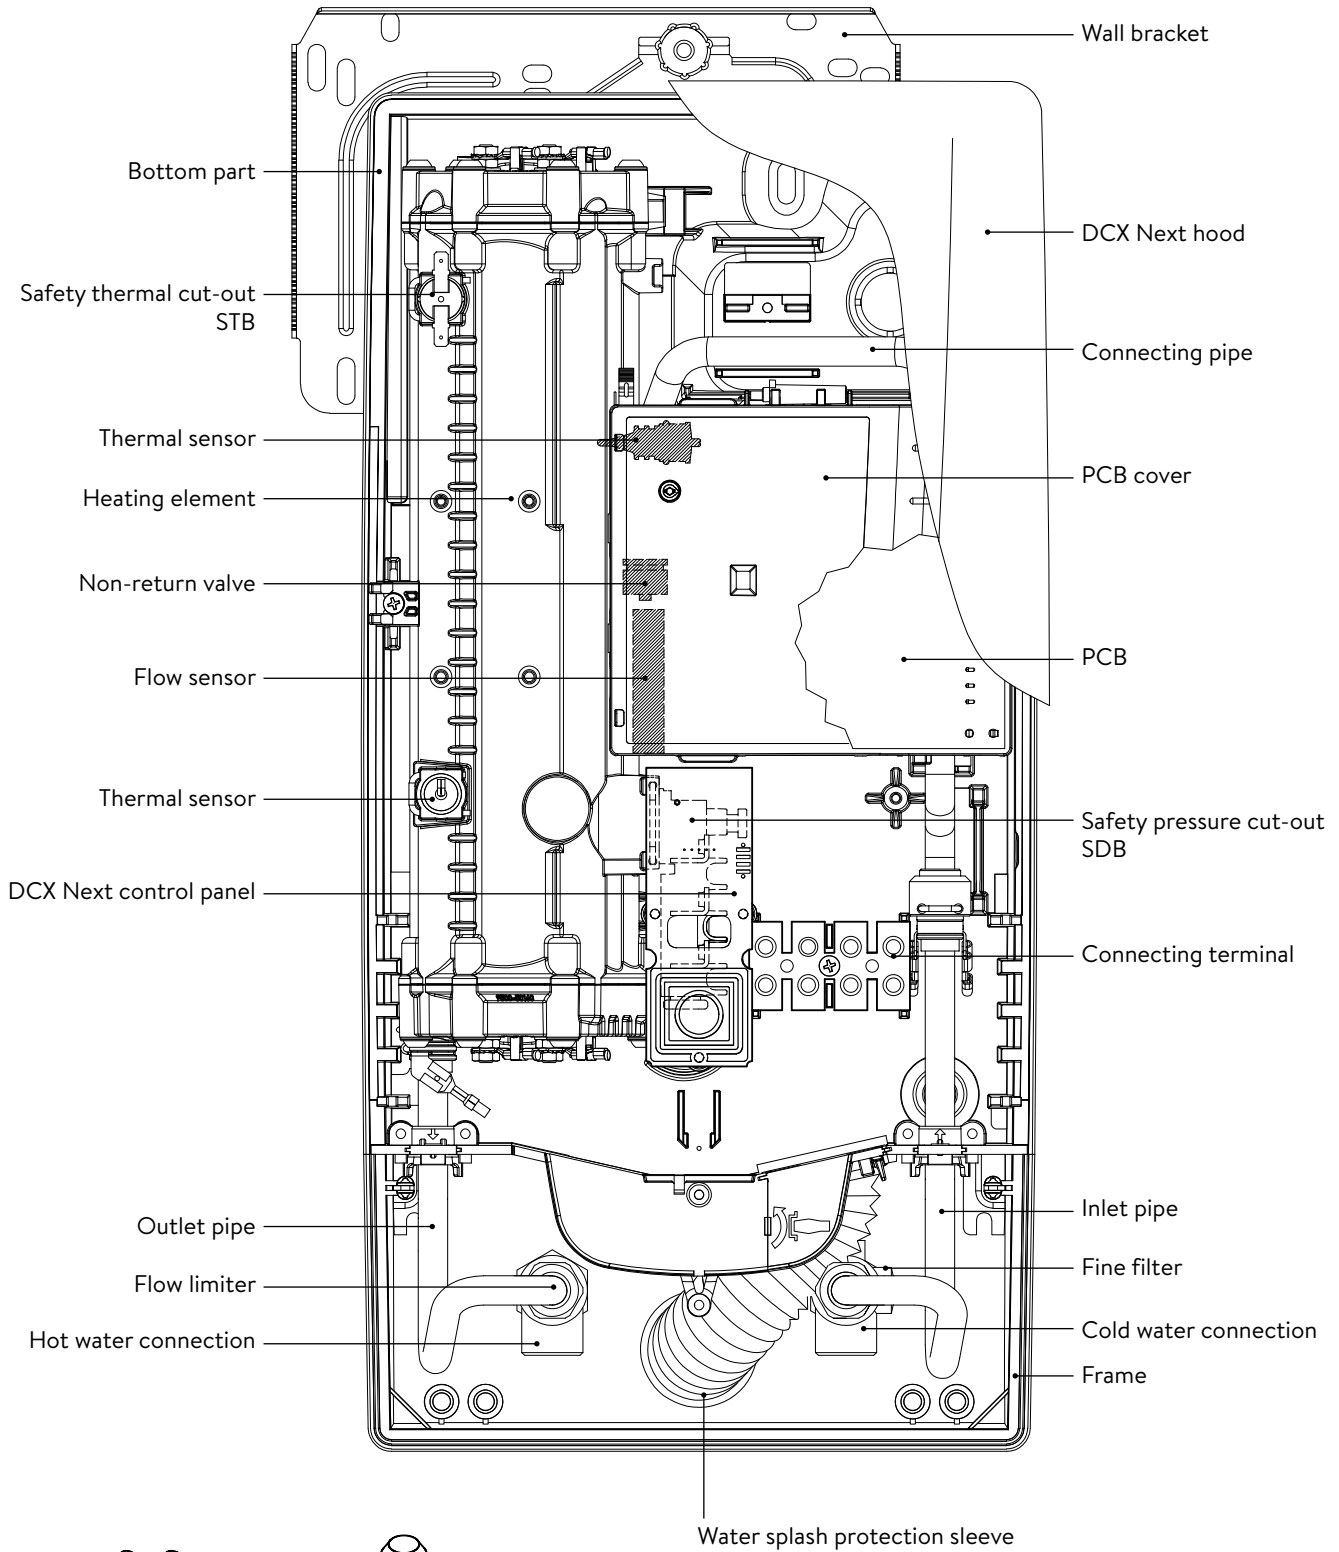 Wall bracket
Bottom part
DCX Next hood
Safety thermal cut-out
STB
Connecting pipe
Thermal sensor
PCB cover
Heating element
Non-return valve
PCB
Flow sensor
Thermal sensor
Safety pressure cut-out
SDB
DCX Next control panel
Connecting terminal
Inlet pipe
Outlet pipe
Fine filter
Flow limiter
Cold water connection
Hot water connection
Frame
Water splash protection sleeve